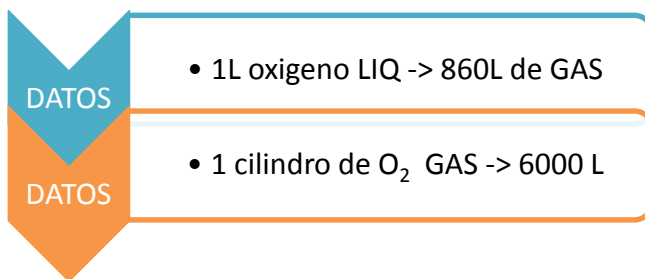 DATOS
• 1L oxigeno LIQ -> 860L de GAS
DATOS
• 1 cilindro de O₂ GAS -> 6000 L